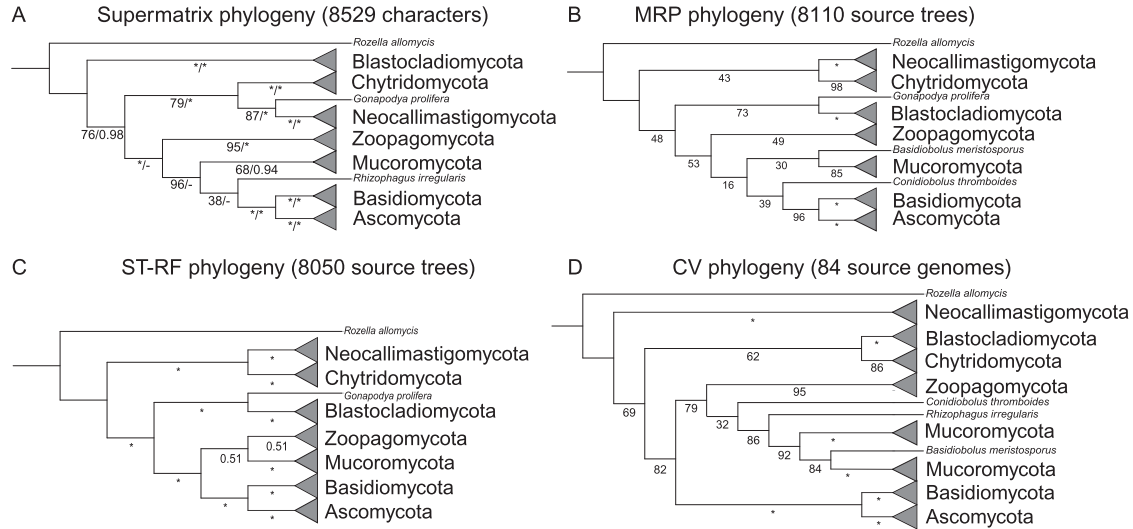 A
Supermatrix phylogeny (8529 characters)
Rozella allomycis
*/*
Blastocladiomycota
*/*
Chytridomycota
79/*
Gonapodya prolifera
87/*
*/*
Neocallimastigomycota
76/0.98
95/*
Zoopagomycota
*/-
68/0.94
Mucoromycota
96/-
Rhizophagus irregularis
38/-
*/*
Basidiomycota
*/*
*/*
Ascomycota
B
MRP phylogeny (8110 source trees)
Rozella allomycis
*
Neocallimastigomycota
43
98
Chytridomycota
Gonapodya prolifera
73
*
Blastocladiomycota
48
49
Zoopagomycota
53
Basidiobolus meristosporus
30
85
Mucoromycota
16
Conidiobolus thromboides
39
*
Basidiomycota
96
*
Ascomycota
C
ST-RF phylogeny (8050 source trees)
Rozella allomycis
*
Neocallimastigomycota
*
*
Chytridomycota
Gonapodya prolifera
*
*
Blastocladiomycota
*
0.51
Zoopagomycota
0.51
*
Mucoromycota
*
*
Basidiomycota
*
*
Ascomycota
D
CV phylogeny (84 source genomes)
Rozella allomycis
*
Neocallimastigomycota
*
Blastocladiomycota
62
86
Chytridomycota
95
Zoopagomycota
69
79
Conidiobolus thromboides
32
Rhizophagus irregularis
86
*
Mucoromycota
92
Basidiobolus meristosporus
84
*
Mucoromycota
82
*
Basidiomycota
*
*
Ascomycota